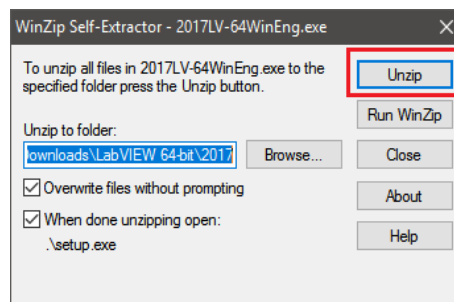 WinZip Self-Extractor - 2017LV-64WinEng.exe
To unzip all files in 2017LV-64WinEng.exe to the
specified folder press the Unzip button.
Unzip
Run WinZip
Unzip to folder:
ownloads\LabVIEW 64-bit\2017
Browse...
Close
Overwrite files without prompting
About
When done unzipping open:
.\setup.exe
Help